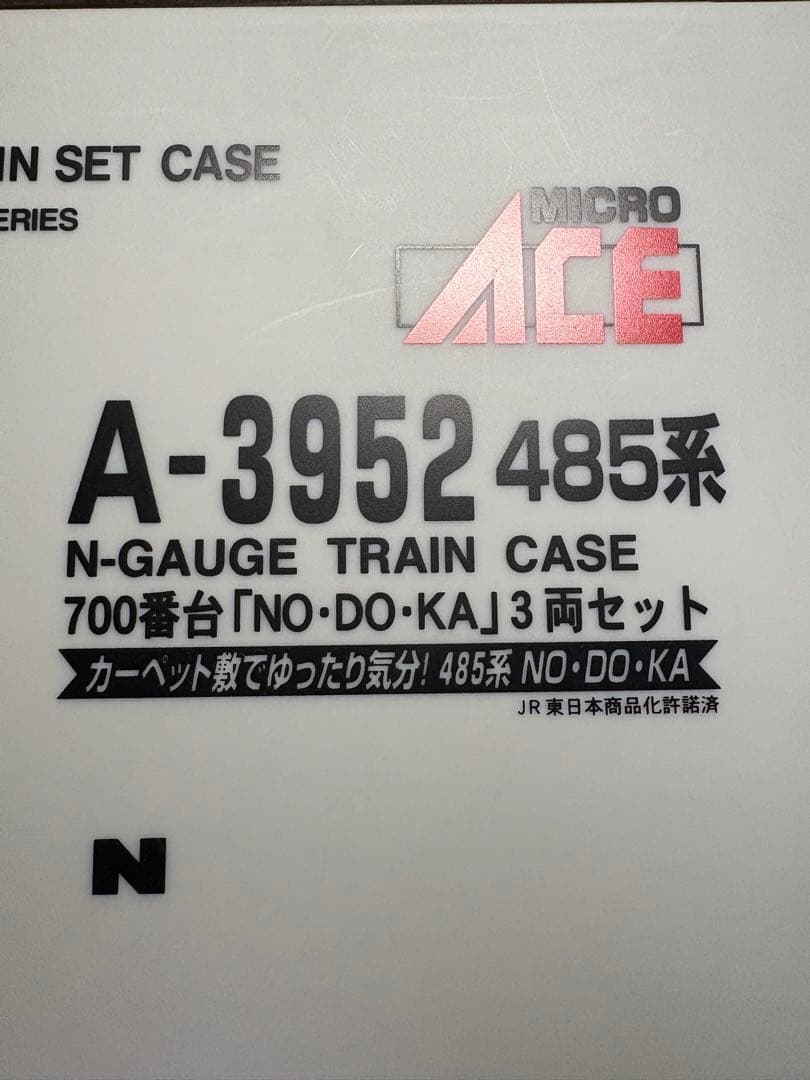 IN SET CASE
ERIES
MICRO
ACE
A-3952 485系
N-GAUGE TRAIN CASE
700番台「NO・DO・KA」3両セット
カーペット敷でゆったり気分! 485系 NO・DO・KA
JR東日本商品化許諾済
N